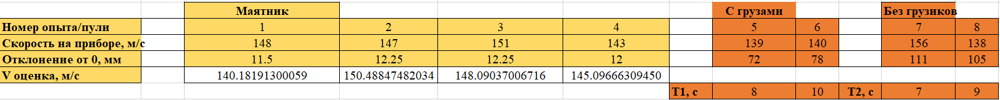 Маятник С грузами Без грузиков
Номер опыта/пули 1 2 3 4 5 6 7 8
Скорость на приборе, м/с 148 147 151 143 139 140 156 138
Отклонение от 0, мм 11.5 12.25 12.25 12 72 78 111 105
V оценка, м/с 140.18191300059 150.48847482034 148.09037006716 145.09666309450
T1, с 8 10 T2, с 7 9